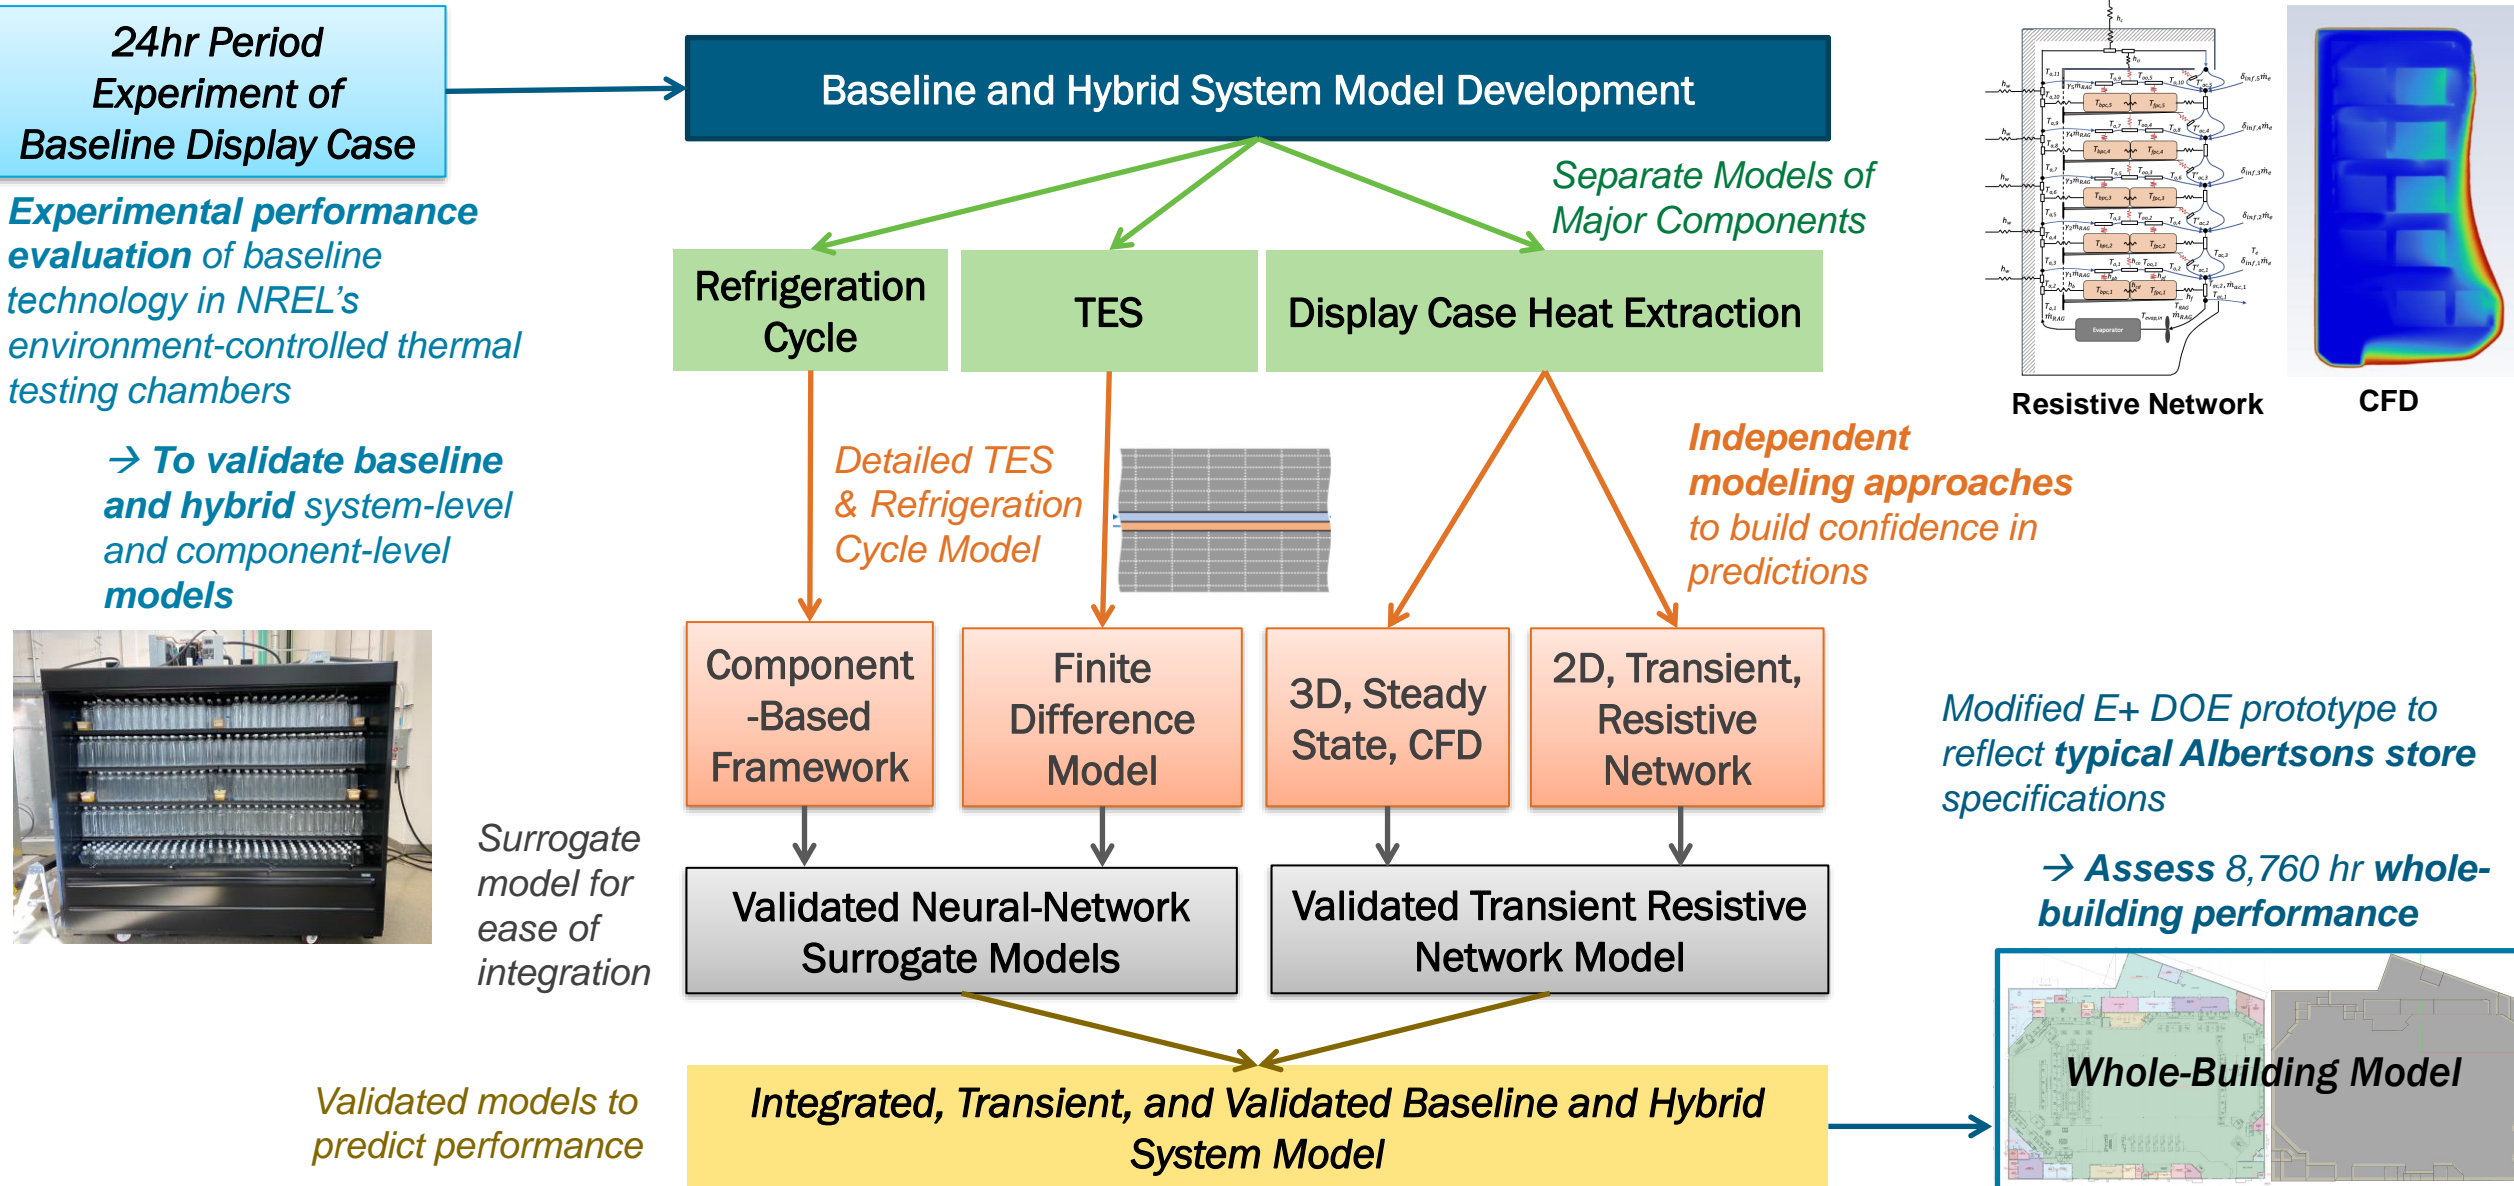 24hr Period
Experiment of
Baseline Display Case
Baseline and Hybrid System Model Development
Experimental performance
evaluation of baseline
technology in NREL's
environment-controlled thermal
testing chambers
→ To validate baseline
and hybrid system-level
and component-level
models
Separate Models of
Major Components
Refrigeration
Cycle
TES
Display Case Heat Extraction
Evaporator
Resistive Network
CFD
Detailed TES
& Refrigeration
Cycle Model
Independent
modeling approaches
to build confidence in
predictions
Component
-Based
Framework
Finite
Difference
Model
3D, Steady
State, CFD
2D, Transient,
Resistive
Network
Surrogate
model for
ease of
integration
Validated Neural-Network
Surrogate Models
Validated Transient Resistive
Network Model
Modified E+ DOE prototype to
reflect typical Albertsons store
specifications
→ Assess 8,760 hr whole-
building performance
Validated models to
predict performance
Integrated, Transient, and Validated Baseline and Hybrid
System Model
Whole-Building Model